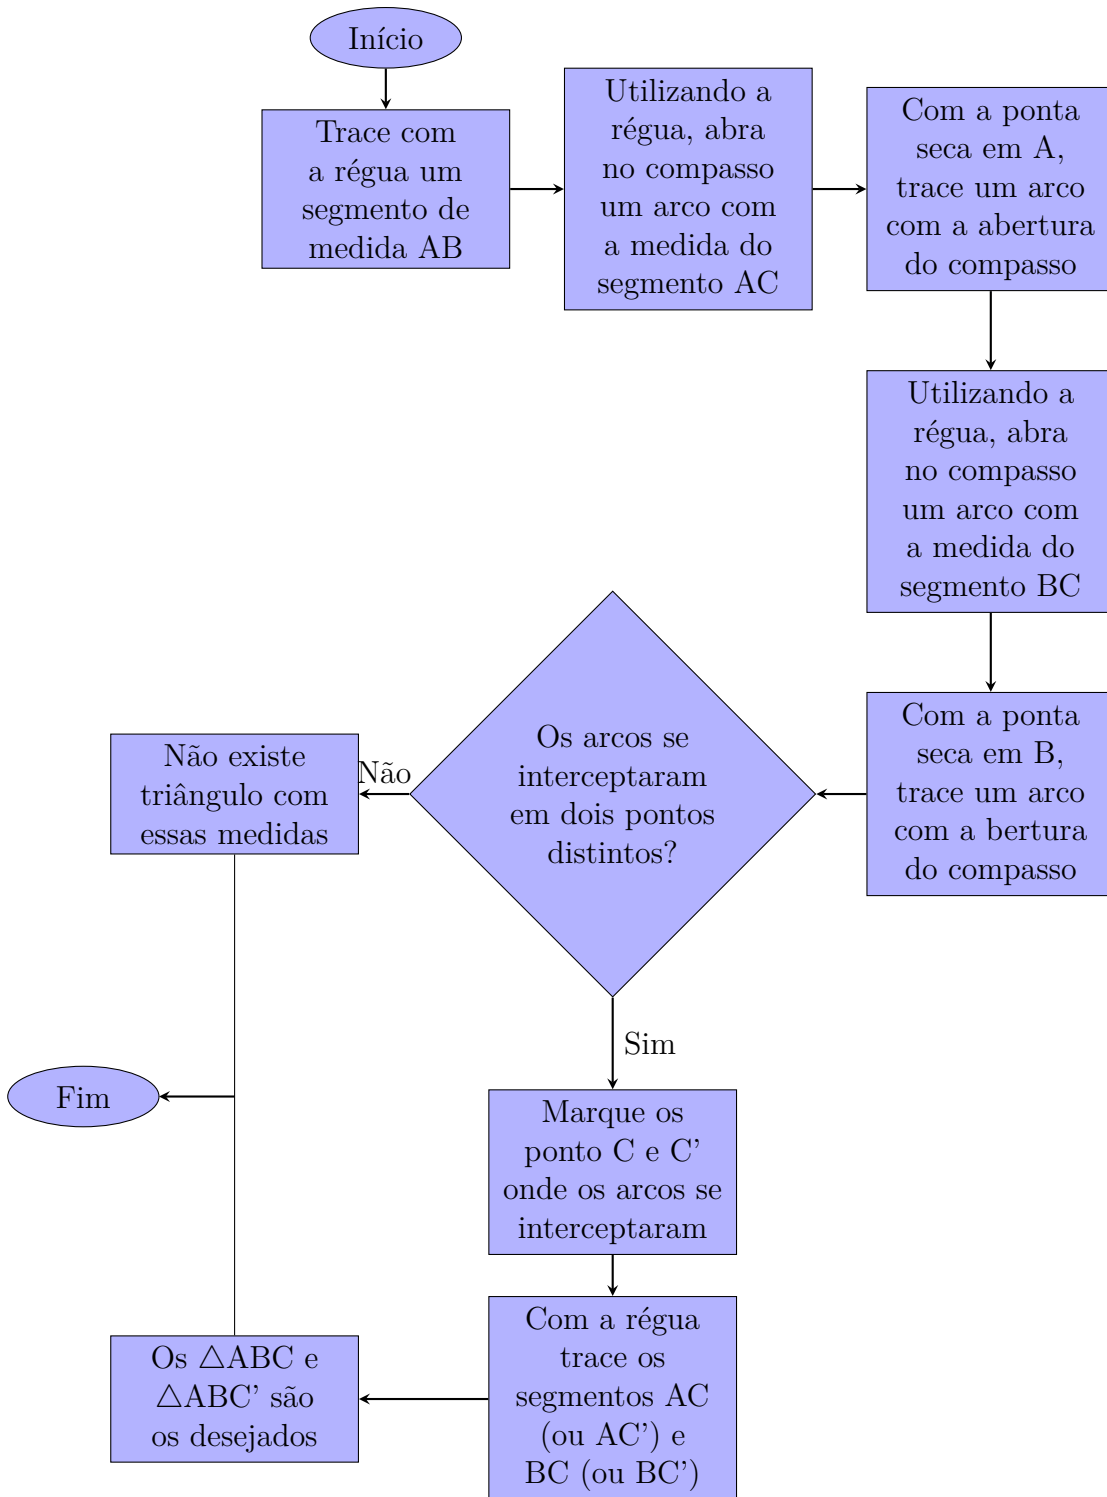 Início
Trace com
a régua um
segmento de
medida AB
Utilizando a
régua, abra
no compasso
um arco com
a medida do
segmento AC
Com a ponta
seca em A,
trace um arco
com a abertura
do compasso
Utilizando a
régua, abra
no compasso
um arco com
a medida do
segmento BC
Com a ponta
seca em B,
trace um arco
com a bertura
do compasso
Os arcos se
interceptaram
em dois pontos
distintos?
Não
Não existe
triângulo com
essas medidas
Sim
Marque os
ponto C e C’
onde os arcos se
interceptaram
Com a régua
trace os
segmentos AC
(ou AC’) e
BC (ou BC’)
Os △ABC e
△ABC’ são
os desejados
Fim